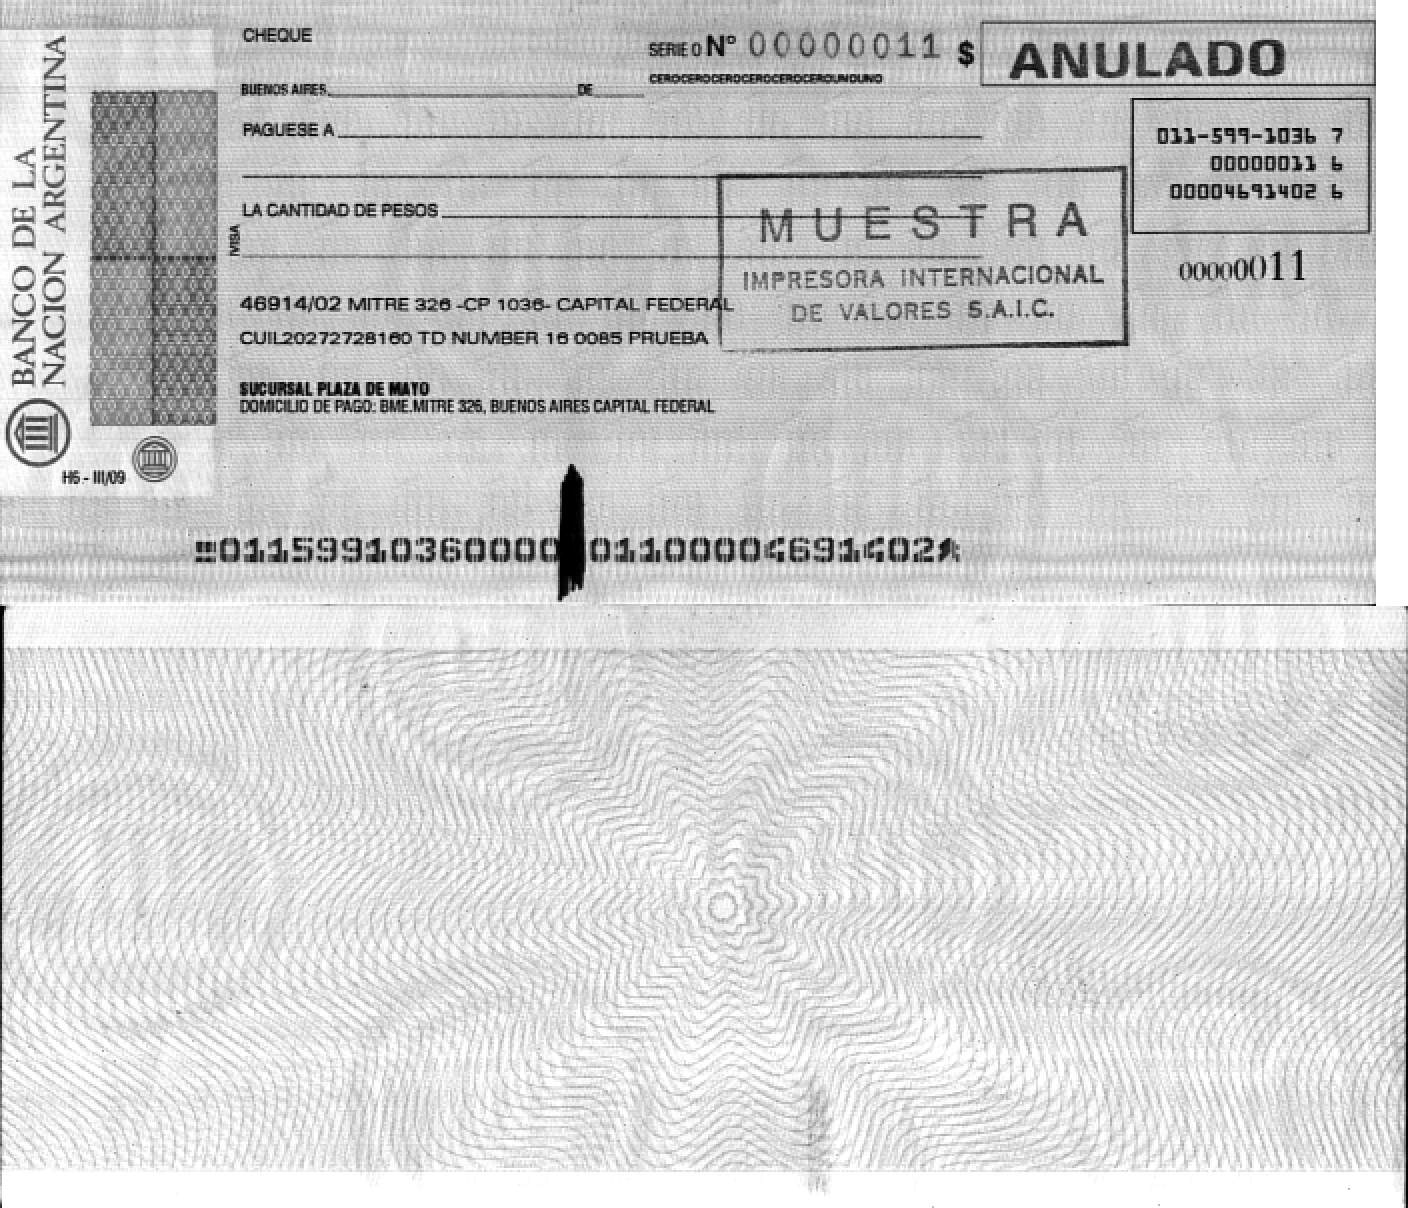 BANCO DE LA
NACION ARGENTINA
H6 - III/09
CHEQUE
SERIE O Nº 00000011 $ ANULADO
CEROCEROCEROCEROCEROCEROUNOUNO
BUENOS AIRES DE
PAGUESE A
011-599-1036 7
00000011 6
00004691402 6
00000011
LA CANTIDAD DE PESOS
MUESTRA
IMPRESORA INTERNACIONAL
DE VALORES S.A.I.C.
46914/02 MITRE 326 -CP 1036- CAPITAL FEDERAL
CUIL20272728160 TD NUMBER 16 0085 PRUEBA
SUCURSAL PLAZA DE MAYO
DOMICILIO DE PAGO: BME.MITRE 326, BUENOS AIRES CAPITAL FEDERAL
01159910360000 01100004691402